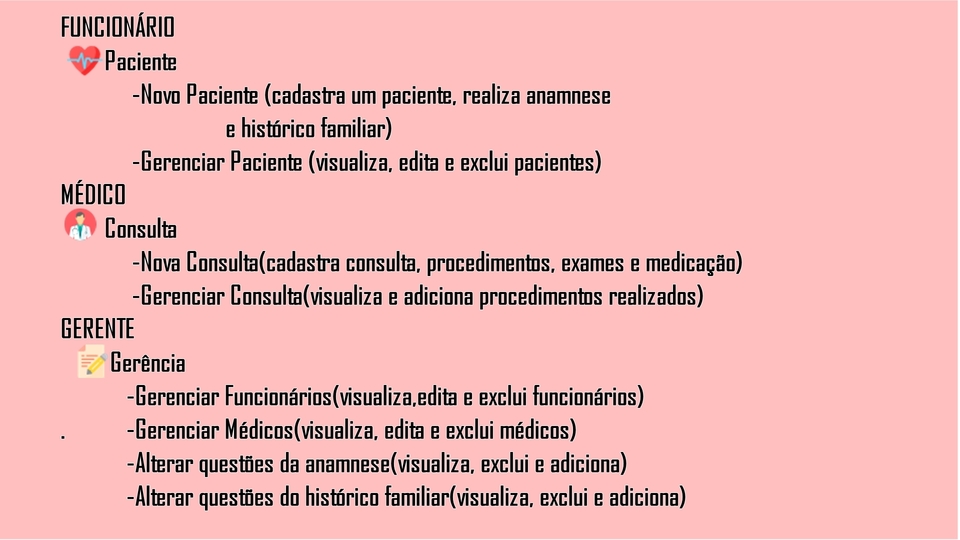 FUNCIONÁRIO
Paciente
-Novo Paciente (cadastra um paciente, realiza anamnese
e histórico familiar)
-Gerenciar Paciente (visualiza, edita e exclui pacientes)
MÉDICO
Consulta
-Nova Consulta(cadastra consulta, procedimentos, exames e medicação)
-Gerenciar Consulta(visualiza e adiciona procedimentos realizados)
GERENTE
Gerência
-Gerenciar Funcionários(visualiza,edita e exclui funcionários)
. -Gerenciar Médicos(visualiza, edita e exclui médicos)
-Alterar questões da anamnese(visualiza, exclui e adiciona)
-Alterar questões do histórico familiar(visualiza, exclui e adiciona)